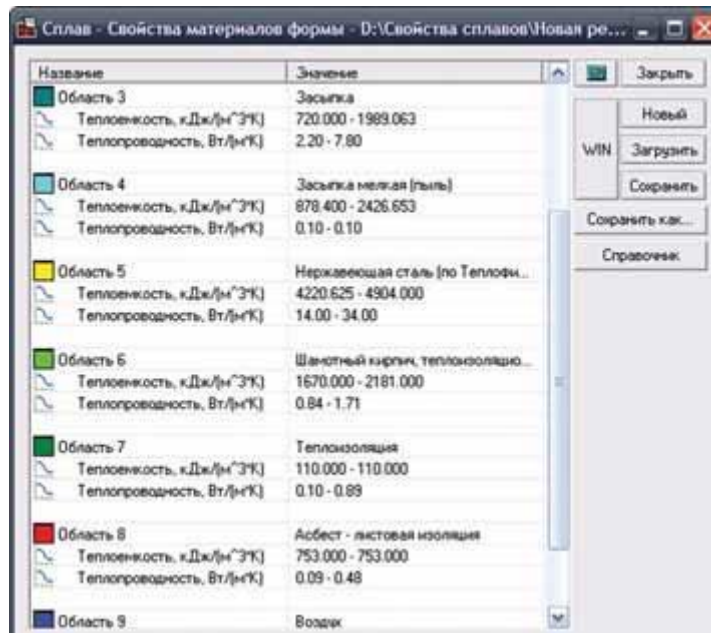 Сплав - Свойства материалов формы - D:\Свойства сплавов\Новая ре...
Название Значение
Область 3 Засыпка
Теплоемкость, кДж/(м^3*К) 720.000 - 1989.063
Теплопроводность, Вт/(м*К) 2.20 - 7.80
Область 4 Засыпка мелкая (пыль)
Теплоемкость, кДж/(м^3*К) 878.400 - 2426.653
Теплопроводность, Вт/(м*К) 0.10 - 0.10
Область 5 Нержавеющая сталь (по Теплофи...
Теплоемкость, кДж/(м^3*К) 4220.625 - 4904.000
Теплопроводность, Вт/(м*К) 14.00 - 34.00
Область 6 Шамотный кирпич, теплоизоляцио...
Теплоемкость, кДж/(м^3*К) 1670.000 - 2181.000
Теплопроводность, Вт/(м*К) 0.84 - 1.71
Область 7 Теплоизоляция
Теплоемкость, кДж/(м^3*К) 110.000 - 110.000
Теплопроводность, Вт/(м*К) 0.10 - 0.89
Область 8 Асбест - листовая изоляция
Теплоемкость, кДж/(м^3*К) 753.000 - 753.000
Теплопроводность, Вт/(м*К) 0.09 - 0.48
Область 9 Воздух
Закрыть
Новый
WIN
Загрузить
Сохранить
Сохранить как...
Справочник